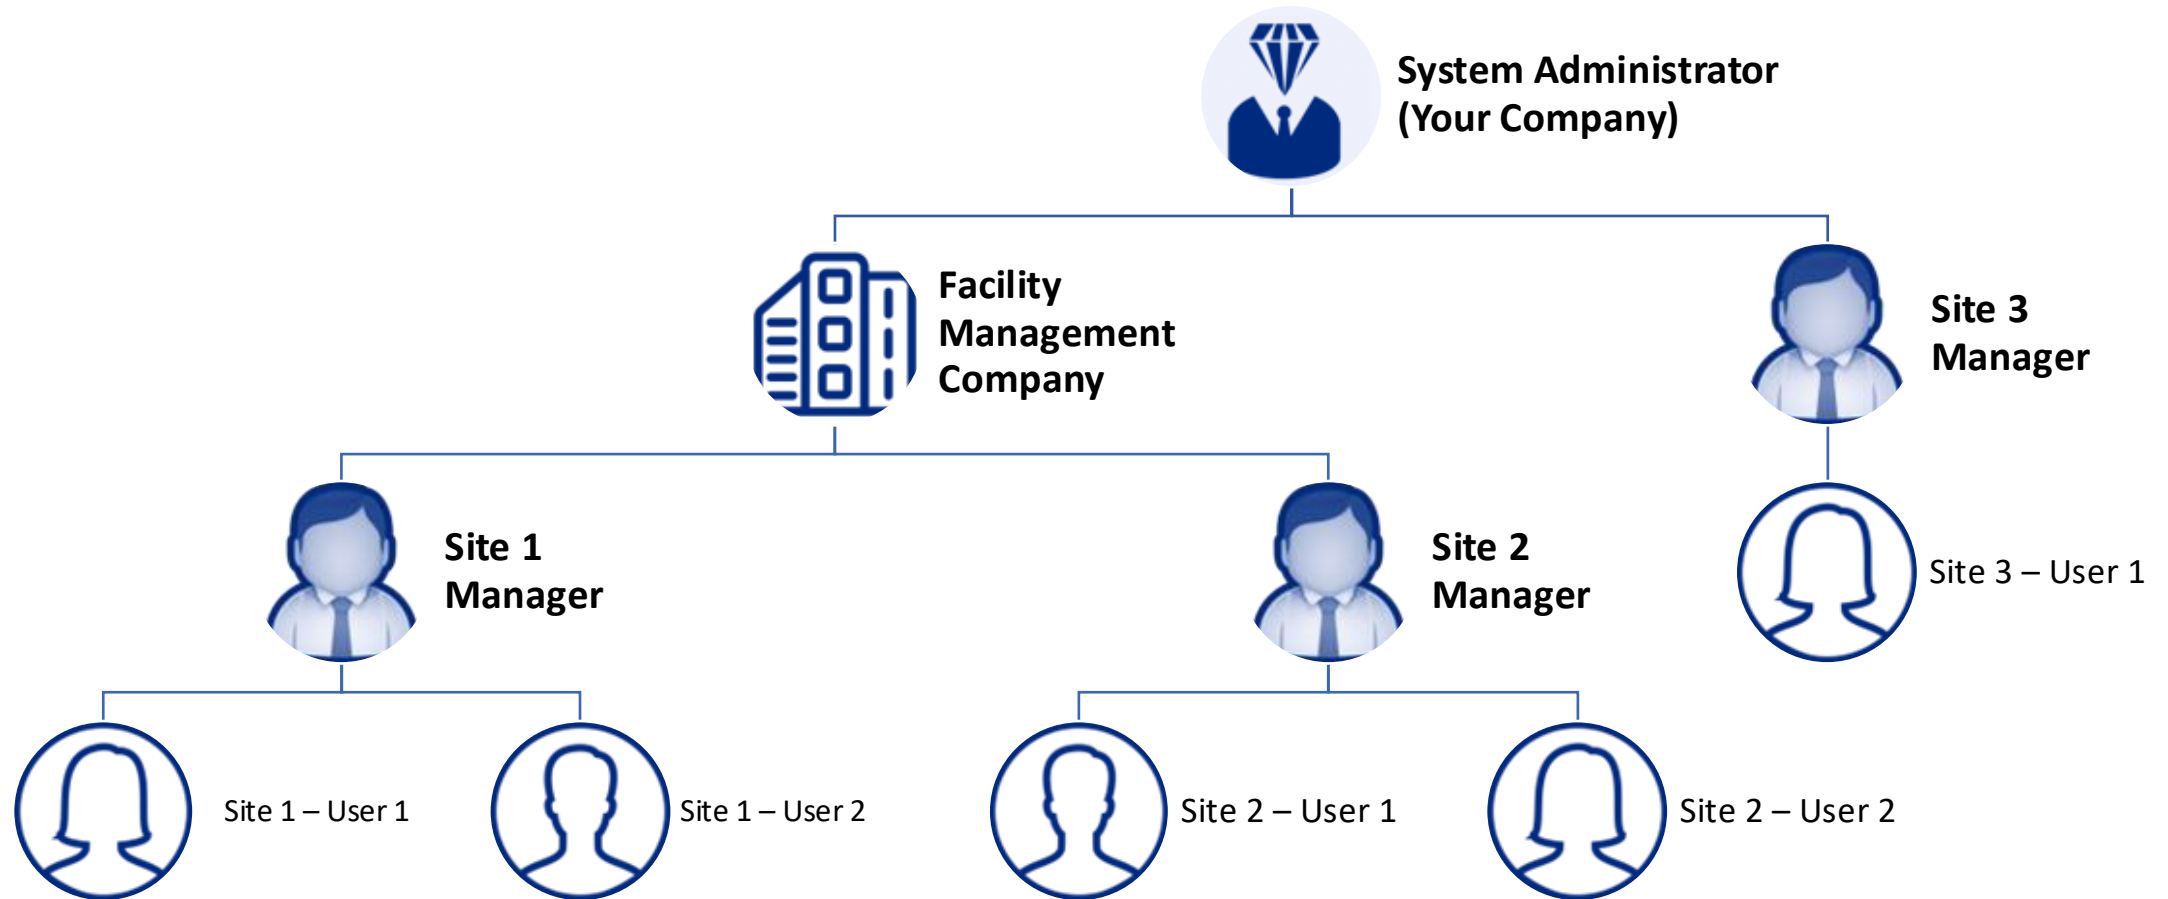 System Administrator
(Your Company)
Facility
Management
Company
Site 3
Manager
Site 1
Manager
Site 2
Manager
Site 3 – User 1
Site 1 – User 1
Site 1 – User 2
Site 2 – User 1
Site 2 – User 2